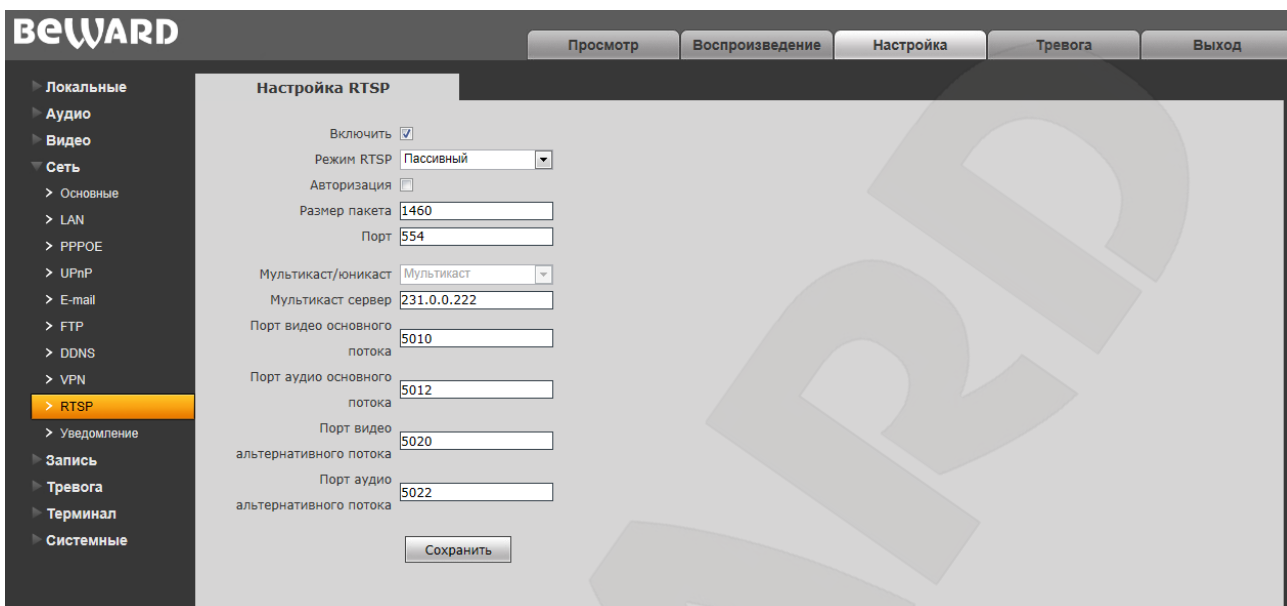 BEWARD
Просмотр
Воспроизведение
Настройка
Тревога
Выход
Локальные
Аудио
Видео
Сеть
Основные
LAN
PPPOE
UPnP
E-mail
FTP
DDNS
VPN
RTSP
Уведомление
Запись
Тревога
Терминал
Системные
Настройка RTSP
Включить
Режим RTSP Пассивный
Авторизация
Размер пакета 1460
Порт 554
Мультикаст/юникаст Мультикаст
Мультикаст сервер 231.0.0.222
Порт видео основного
потока 5010
Порт аудио основного
потока 5012
Порт видео
альтернативного потока 5020
Порт аудио
альтернативного потока 5022
Сохранить
ARD